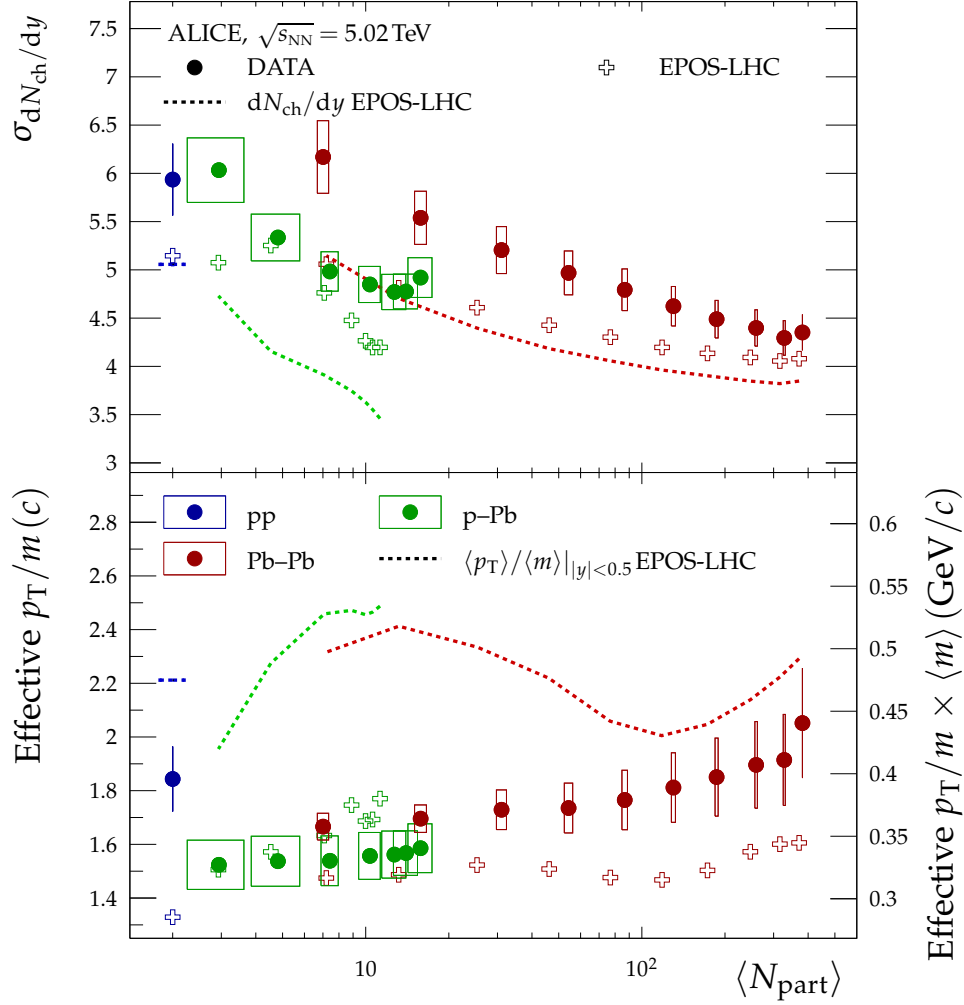 ALICE, √s_NN = 5.02 TeV
DATA
EPOS-LHC
dN_ch/dy EPOS-LHC
σ_dN_ch/dy
7.5
7
6.5
6
5.5
5
4.5
4
3.5
3
pp
p–Pb
Pb–Pb
⟨p_T⟩/⟨m⟩|_|y|<0.5 EPOS-LHC
Effective p_T/m (c)
2.8
2.6
2.4
2.2
2
1.8
1.6
1.4
0.6
0.55
0.5
0.45
0.4
0.35
0.3
Effective p_T/m × ⟨m⟩ (GeV/c)
10
10²
⟨N_part⟩